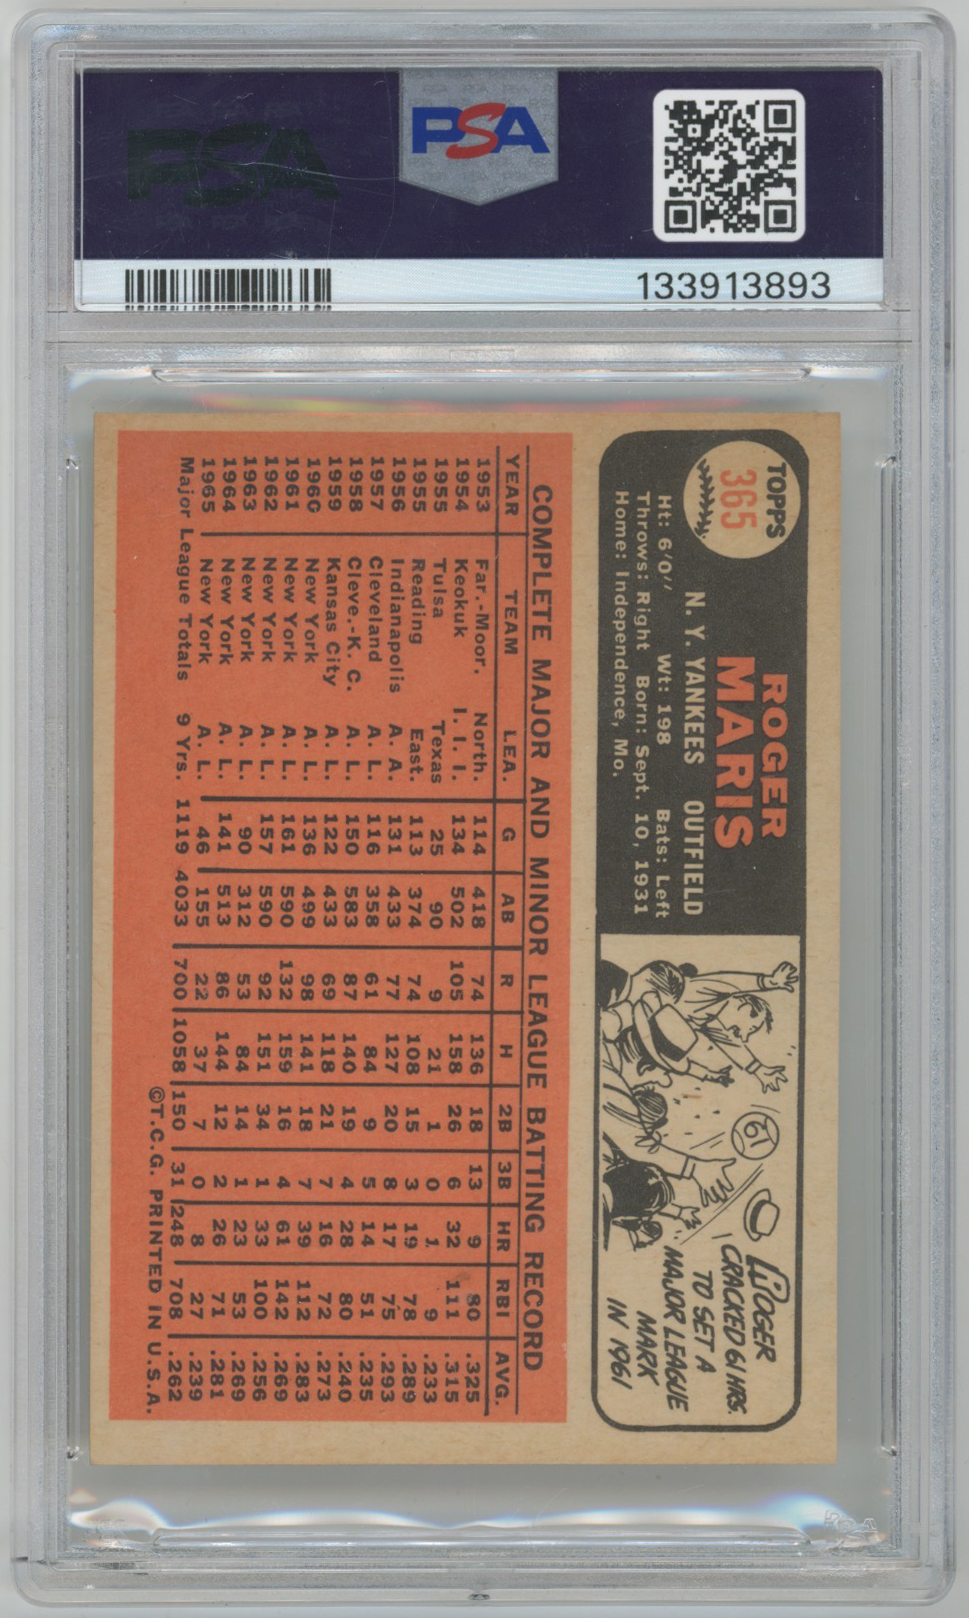 PSA
PSA
133913893
TOPPS
365
ROGER
MARIS
N. Y. YANKEES OUTFIELD
Ht: 6'0" Wt: 198 Bats: Left
Throws: Right Born: Sept. 10, 1931
Home: Independence, Mo.
61
ROGER
CRACKED 61 HRS.
TO SET A
MAJOR LEAGUE
MARK
IN 1961
COMPLETE MAJOR AND MINOR LEAGUE BATTING RECORD
YEAR TEAM LEA. G AB R H 2B 3B HR RBI AVG.
1953 Far.-Moor. North. 114 418 74 136 18 13 9 80 .325
1954 Keokuk I. I. I. 134 502 105 158 26 6 32 111 .315
1955 Tulsa Texas 25 90 9 21 1 0 1 9 .233
1955 Reading East. 113 374 74 108 15 3 19 78 .289
1956 Indianapolis A. A. 131 433 77 127 20 8 17 75 .293
1957 Cleveland A. L. 116 358 61 84 9 5 14 51 .235
1958 Cleve.-K. C. A. L. 150 583 87 140 19 4 28 80 .240
1959 Kansas City A. L. 122 433 69 118 21 7 16 72 .273
1960 New York A. L. 136 499 98 141 18 7 39 112 .283
1961 New York A. L. 161 590 132 159 16 4 61 142 .269
1962 New York A. L. 157 590 92 151 34 1 33 100 .256
1963 New York A. L. 90 312 53 84 14 1 23 53 .269
1964 New York A. L. 141 513 86 144 12 2 26 71 .281
1965 New York A. L. 46 155 22 37 7 0 8 27 .239
Major League Totals 9 Yrs. 1119 4033 700 1058 150 31 248 708 .262
©T.C.G. PRINTED IN U.S.A.
PSA